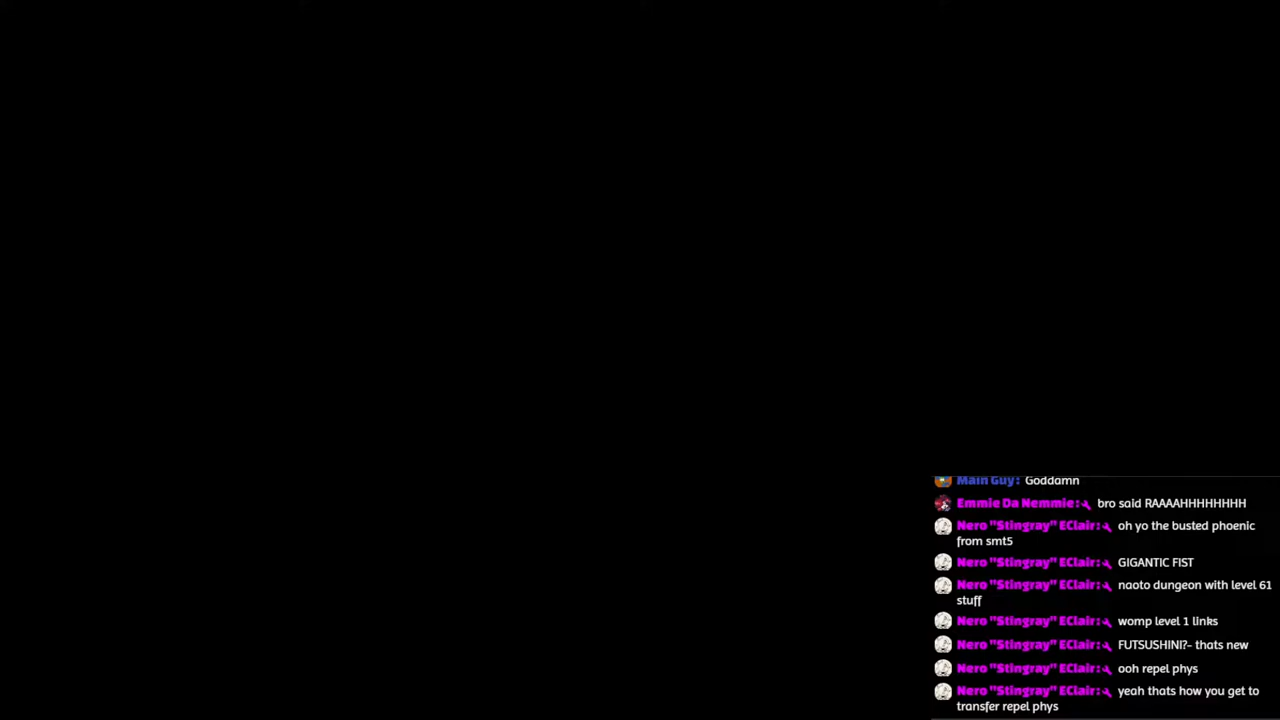 Main Guy: Goddamn
Emmie Da Nemmie: bro said RAAAAHHHHHHHH
Nero "Stingray" EClair: oh yo the busted phoenic
from smt5
Nero "Stingray" EClair: GIGANTIC FIST
Nero "Stingray" EClair: naoto dungeon with level 61
stuff
Nero "Stingray" EClair: womp level 1 links
Nero "Stingray" EClair: FUTSUSHINI?- thats new
Nero "Stingray" EClair: ooh repel phys
Nero "Stingray" EClair: yeah thats how you get to
transfer repel phys